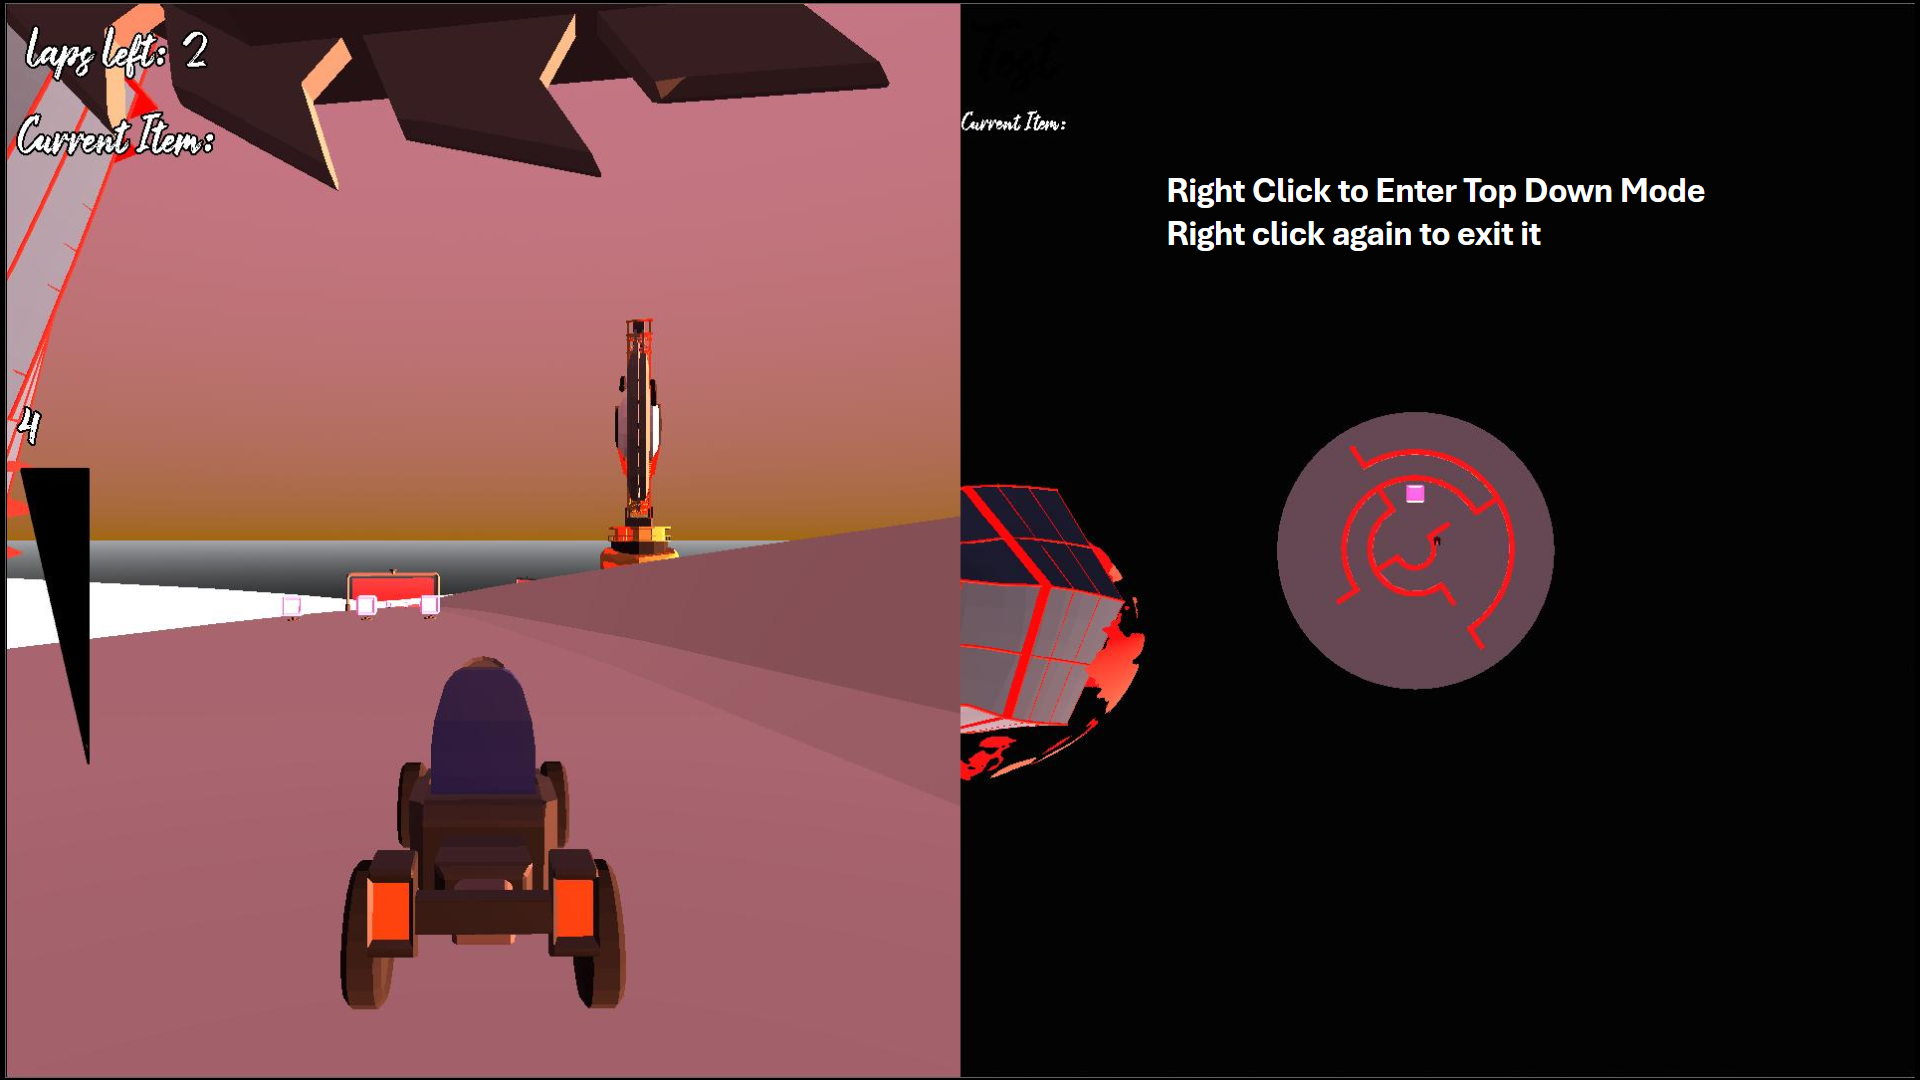 Laps left: 2
Current Item:
4
Test
Current Item:
Right Click to Enter Top Down Mode
Right click again to exit it